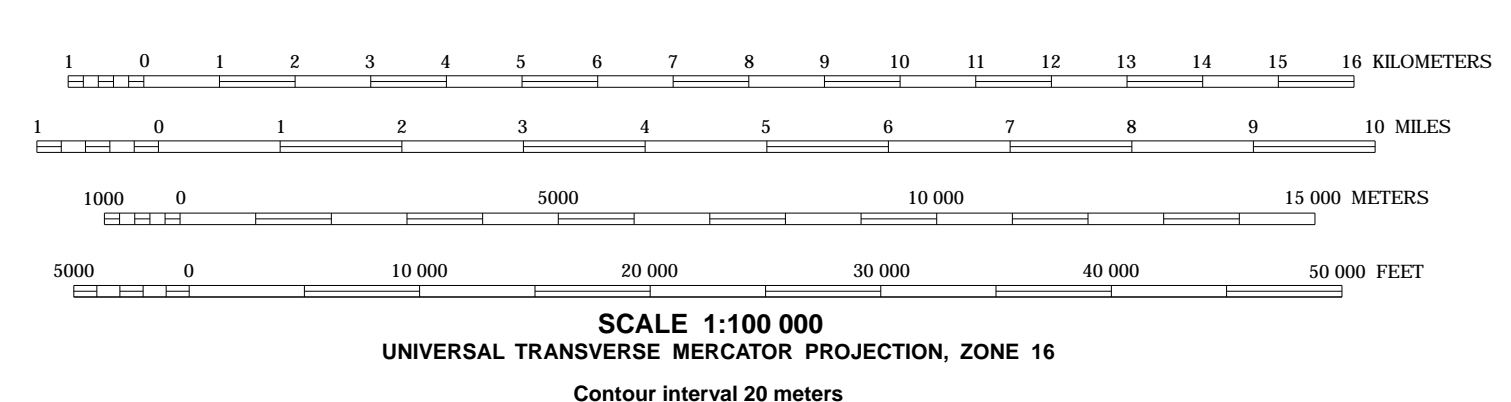 1 0 1 2 3 4 5 6 7 8 9 10 11 12 13 14 15 16 KILOMETERS
1 0 1 2 3 4 5 6 7 8 9 10 MILES
1000 0 5000 10 000 15 000 METERS
5000 0 10 000 20 000 30 000 40 000 50 000 FEET
SCALE 1:100 000
UNIVERSAL TRANSVERSE MERCATOR PROJECTION, ZONE 16
Contour interval 20 meters